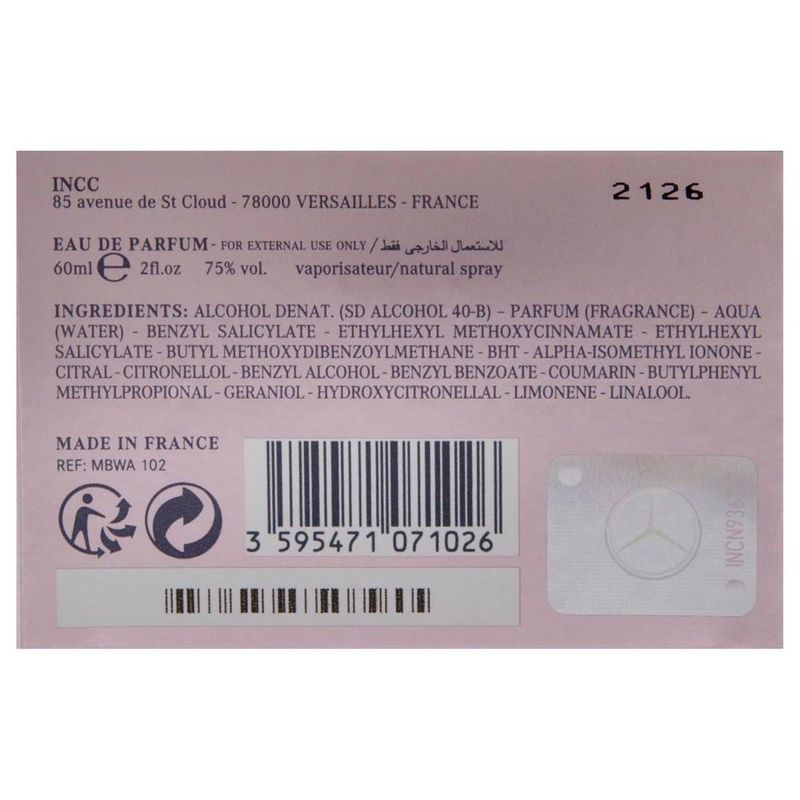 INCC
85 avenue de St Cloud - 78000 VERSAILLES - FRANCE
2126
EAU DE PARFUM - FOR EXTERNAL USE ONLY / للاستعمال الخارجى فقط
60ml ℮ 2fl.oz 75% vol. vaporisateur/natural spray
INGREDIENTS: ALCOHOL DENAT. (SD ALCOHOL 40-B) – PARFUM (FRAGRANCE) – AQUA
(WATER) – BENZYL SALICYLATE – ETHYLHEXYL METHOXYCINNAMATE – ETHYLHEXYL
SALICYLATE – BUTYL METHOXYDIBENZOYLMETHANE – BHT – ALPHA-ISOMETHYL IONONE -
CITRAL - CITRONELLOL - BENZYL ALCOHOL - BENZYL BENZOATE - COUMARIN - BUTYLPHENYL
METHYLPROPIONAL - GERANIOL - HYDROXYCITRONELLAL - LIMONENE - LINALOOL.
MADE IN FRANCE
REF: MBWA 102
3 595471 071026